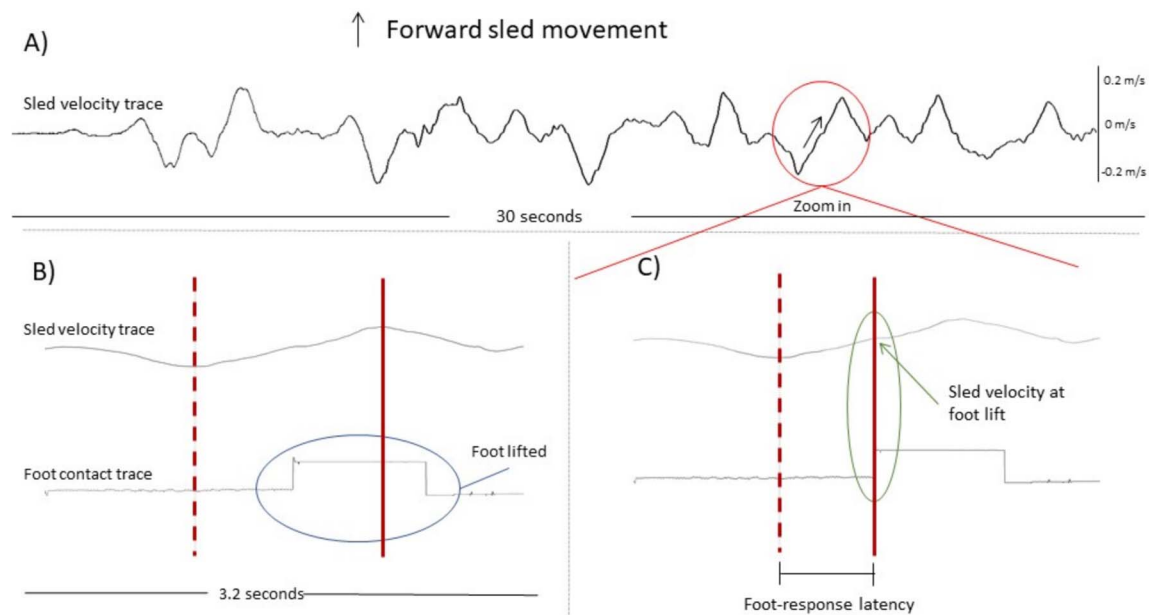 Forward sled movement
A)
Sled velocity trace
0.2 m/s
0 m/s
-0.2 m/s
30 seconds
Zoom in
B)
Sled velocity trace
Foot contact trace
Foot lifted
3.2 seconds
C)
Sled velocity at
foot lift
Foot-response latency